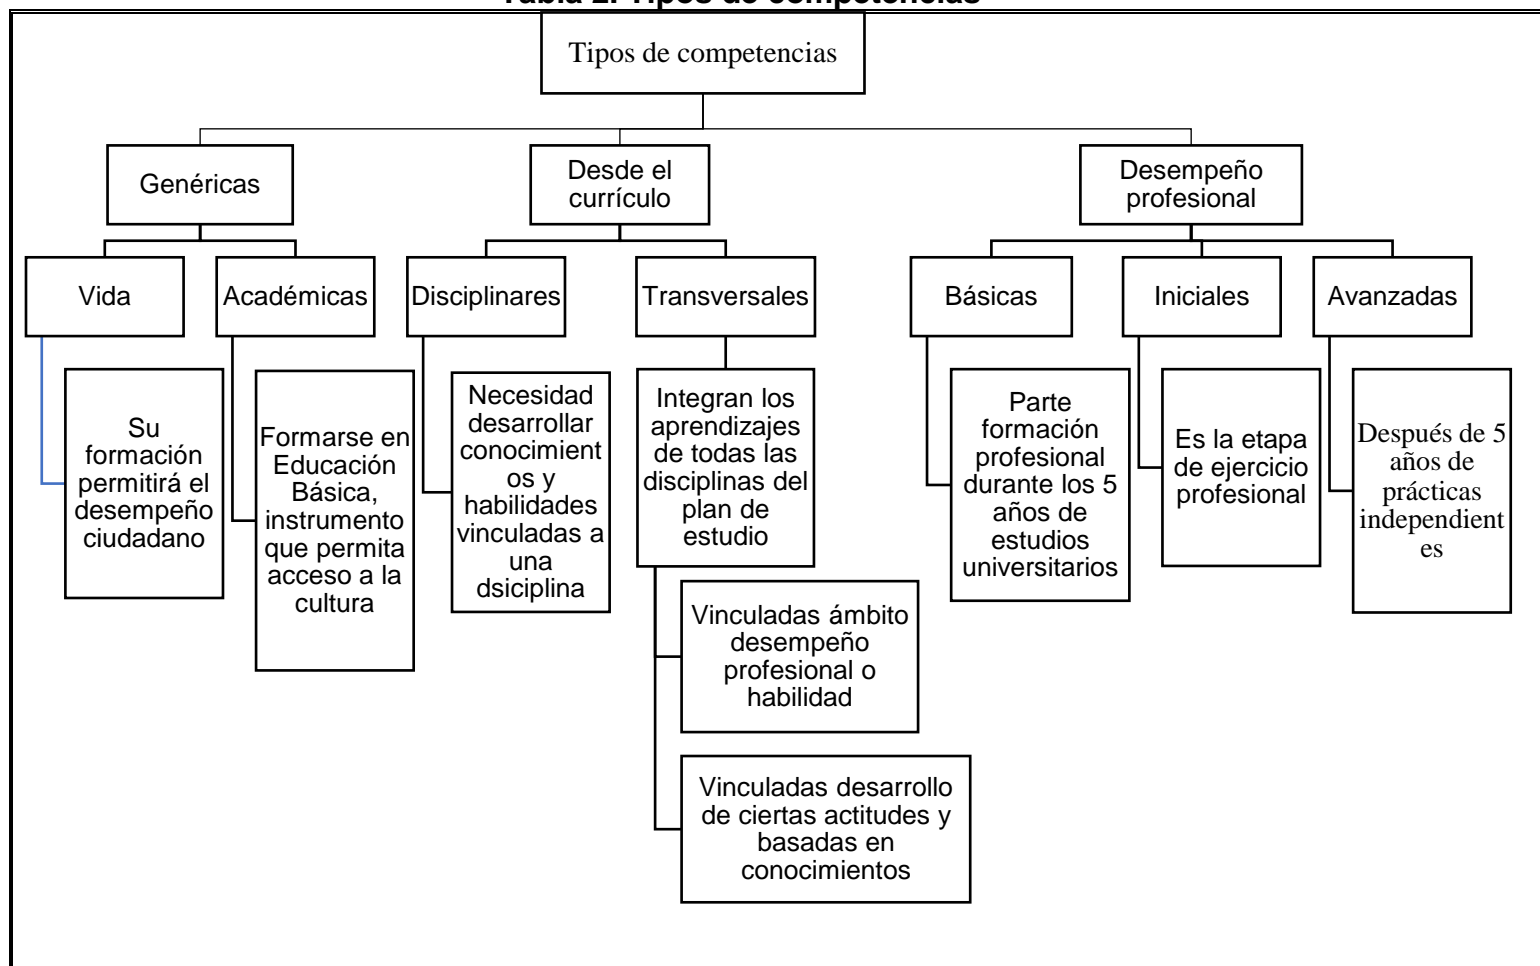 Tabla 2. Tipos de competencias
Tipos de competencias
Genéricas
Desde el
currículo
Desempeño
profesional
Vida
Académicas
Disciplinares
Transversales
Básicas
Iniciales
Avanzadas
Su
formación
permitirá el
desempeño
ciudadano
Formarse en
Educación
Básica,
instrumento
que permita
acceso a la
cultura
Necesidad
desarrollar
conocimient
os y
habilidades
vinculadas a
una
dsiciplina
Integran los
aprendizajes
de todas las
disciplinas del
plan de
estudio
Parte
formación
profesional
durante los 5
años de
estudios
universitarios
Es la etapa
de ejercicio
profesional
Después de 5
años de
prácticas
independient
es
Vinculadas ámbito
desempeño
profesional o
habilidad
Vinculadas desarrollo
de ciertas actitudes y
basadas en
conocimientos